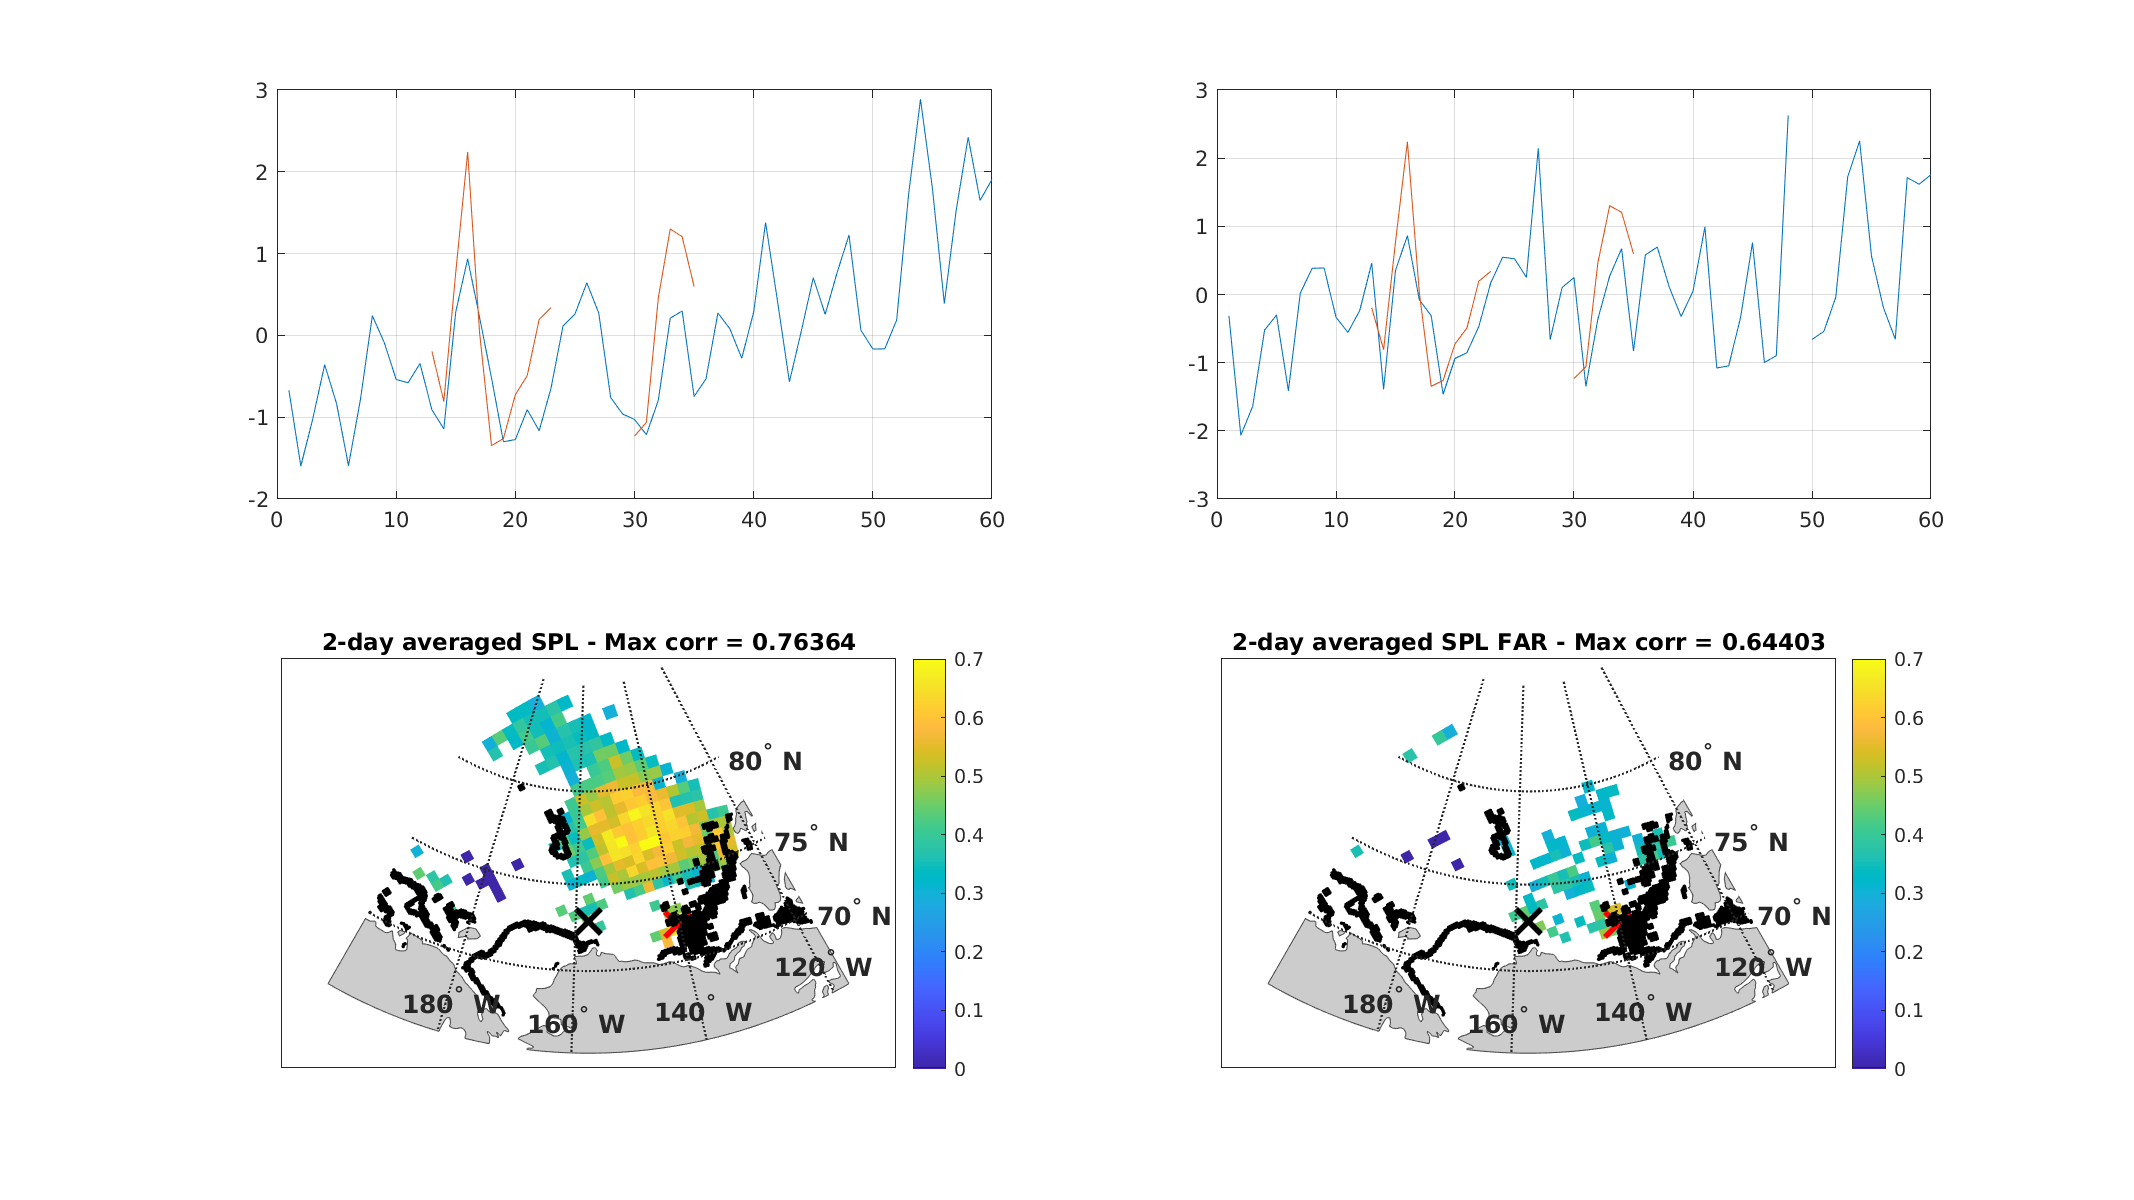 3
2
1
0
-1
-2
0 10 20 30 40 50 60
3
2
1
0
-1
-2
-3
0 10 20 30 40 50 60
2-day averaged SPL - Max corr = 0.76364
80° N
75° N
70° N
120° W
180° W
160° W
140° W
0.7
0.6
0.5
0.4
0.3
0.2
0.1
0
2-day averaged SPL FAR - Max corr = 0.64403
80° N
75° N
70° N
120° W
180° W
160° W
140° W
0.7
0.6
0.5
0.4
0.3
0.2
0.1
0